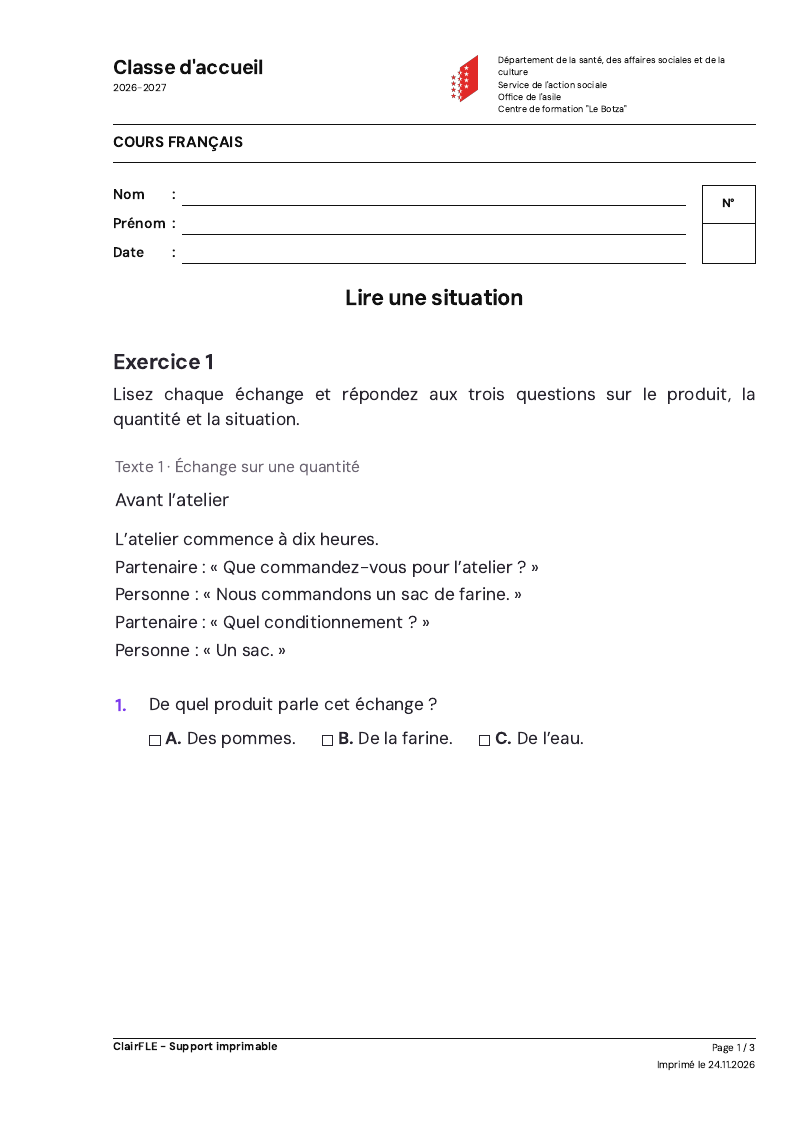 Classe d'accueil
2026-2027
Département de la santé, des affaires sociales et de la
culture
Service de l'action sociale
Office de l'asile
Centre de formation "Le Botza"
COURS FRANÇAIS
Nom :
Prénom :
Date :
N°
Lire une situation
Exercice 1
Lisez chaque échange et répondez aux trois questions sur le produit, la
quantité et la situation.
Texte 1 · Échange sur une quantité
Avant l’atelier
L’atelier commence à dix heures.
Partenaire : « Que commandez-vous pour l’atelier ? »
Personne : « Nous commandons un sac de farine. »
Partenaire : « Quel conditionnement ? »
Personne : « Un sac. »
1. De quel produit parle cet échange ?
A. Des pommes. B. De la farine. C. De l’eau.
ClairFLE - Support imprimable
Page 1 / 3
Imprimé le 24.11.2026